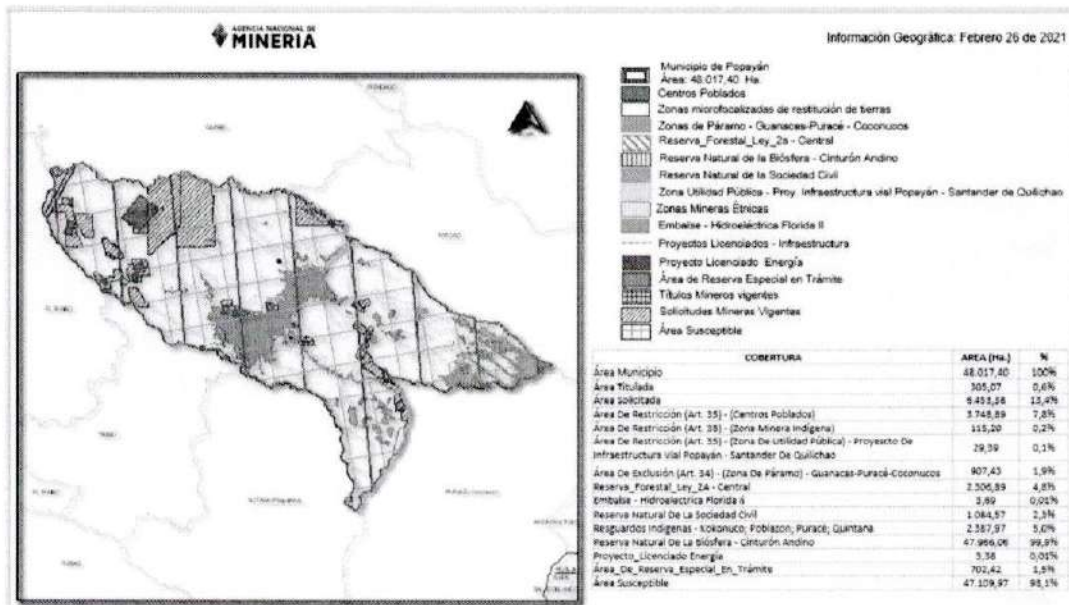 AGENCIA NACIONAL DE
MINERÍA
Información Geográfica: Febrero 26 de 2021
Municipio de Popayán
Área: 48.017,40 Ha.
Centros Poblados
Zonas microfocalizadas de restitución de tierras
Zonas de Páramo - Guanacas-Puracé - Coconucos
Reserva_Forestal_Ley_2a - Central
Reserva Natural de la Biósfera - Cinturón Andino
Reserva Natural de la Sociedad Civil
Zona Utilidad Pública - Proy. Infraestructura vial Popayán - Santander de Quilichao
Zonas Mineras Étnicas
Embalse - Hidroeléctrica Florida II
Proyectos Licenciados - Infraestructura
Proyecto Licenciado Energía
Área de Reserva Especial en Trámite
Títulos Mineros vigentes
Solicitudes Mineras Vigentes
Área Susceptible
COBERTURA AREA (Ha.) %
Área Municipio 48.017,40 100%
Área Titulada 305,07 0,6%
Área Solicitada 6.453,38 13,4%
Área De Restricción (Art. 35) - (Centros Poblados) 3.748,89 7,8%
Área De Restricción (Art. 35) - (Zona Minera Indígena) 115,20 0,2%
Área De Restricción (Art. 35) - (Zona De Utilidad Pública) - Proyecto De
Infraestructura Vial Popayán - Santander De Quilichao 29,39 0,1%
Área De Exclusión (Art. 34) - (Zona De Páramo) - Guanacas-Puracé-Coconucos 907,43 1,9%
Reserva_Forestal_Ley_2A - Central 2.306,89 4,8%
Embalse - Hidroeléctrica Florida II 3,69 0,01%
Reserva Natural De La Sociedad Civil 1.084,57 2,3%
Resguardos Indígenas - Kokonuco; Poblazon; Puracé; Quintana 2.387,97 5,0%
Reserva Natural De La Biósfera - Cinturón Andino 47.966,06 99,9%
Proyecto_Licenciado Energía 3,38 0,01%
Área_De_Reserva_Especial_En_Trámite 702,42 1,5%
Área Susceptible 47.109,97 98,1%